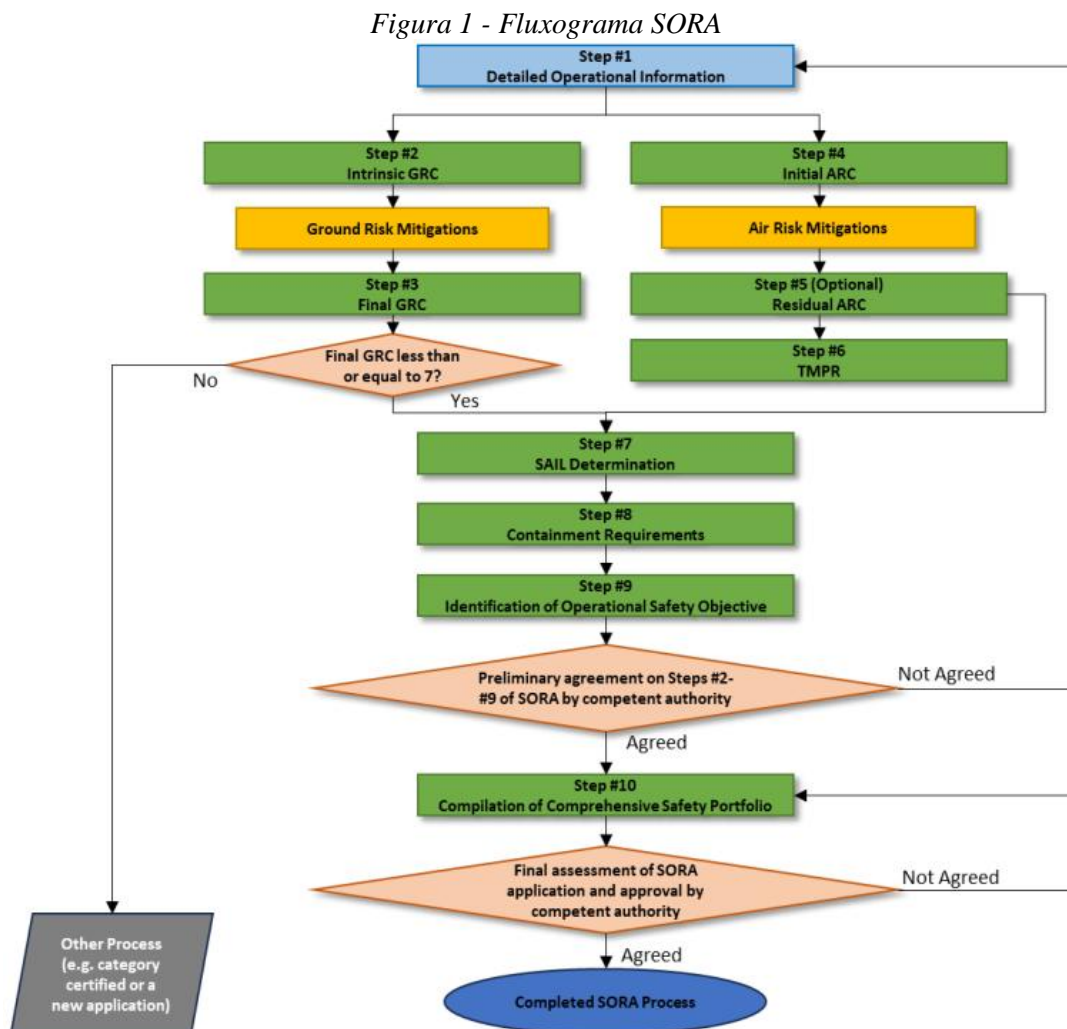 Figura 1 - Fluxograma SORA
Step #1
Detailed Operational Information
Step #2
Intrinsic GRC
Step #4
Initial ARC
Ground Risk Mitigations
Air Risk Mitigations
Step #3
Final GRC
Step #5 (Optional)
Residual ARC
Final GRC less than
or equal to 7?
Step #6
TMPR
No
Yes
Step #7
SAIL Determination
Step #8
Containment Requirements
Step #9
Identification of Operational Safety Objective
Preliminary agreement on Steps #2-
#9 of SORA by competent authority
Not Agreed
Agreed
Step #10
Compilation of Comprehensive Safety Portfolio
Final assessment of SORA
application and approval by
competent authority
Not Agreed
Agreed
Other Process
(e.g. category
certified or a
new application)
Completed SORA Process